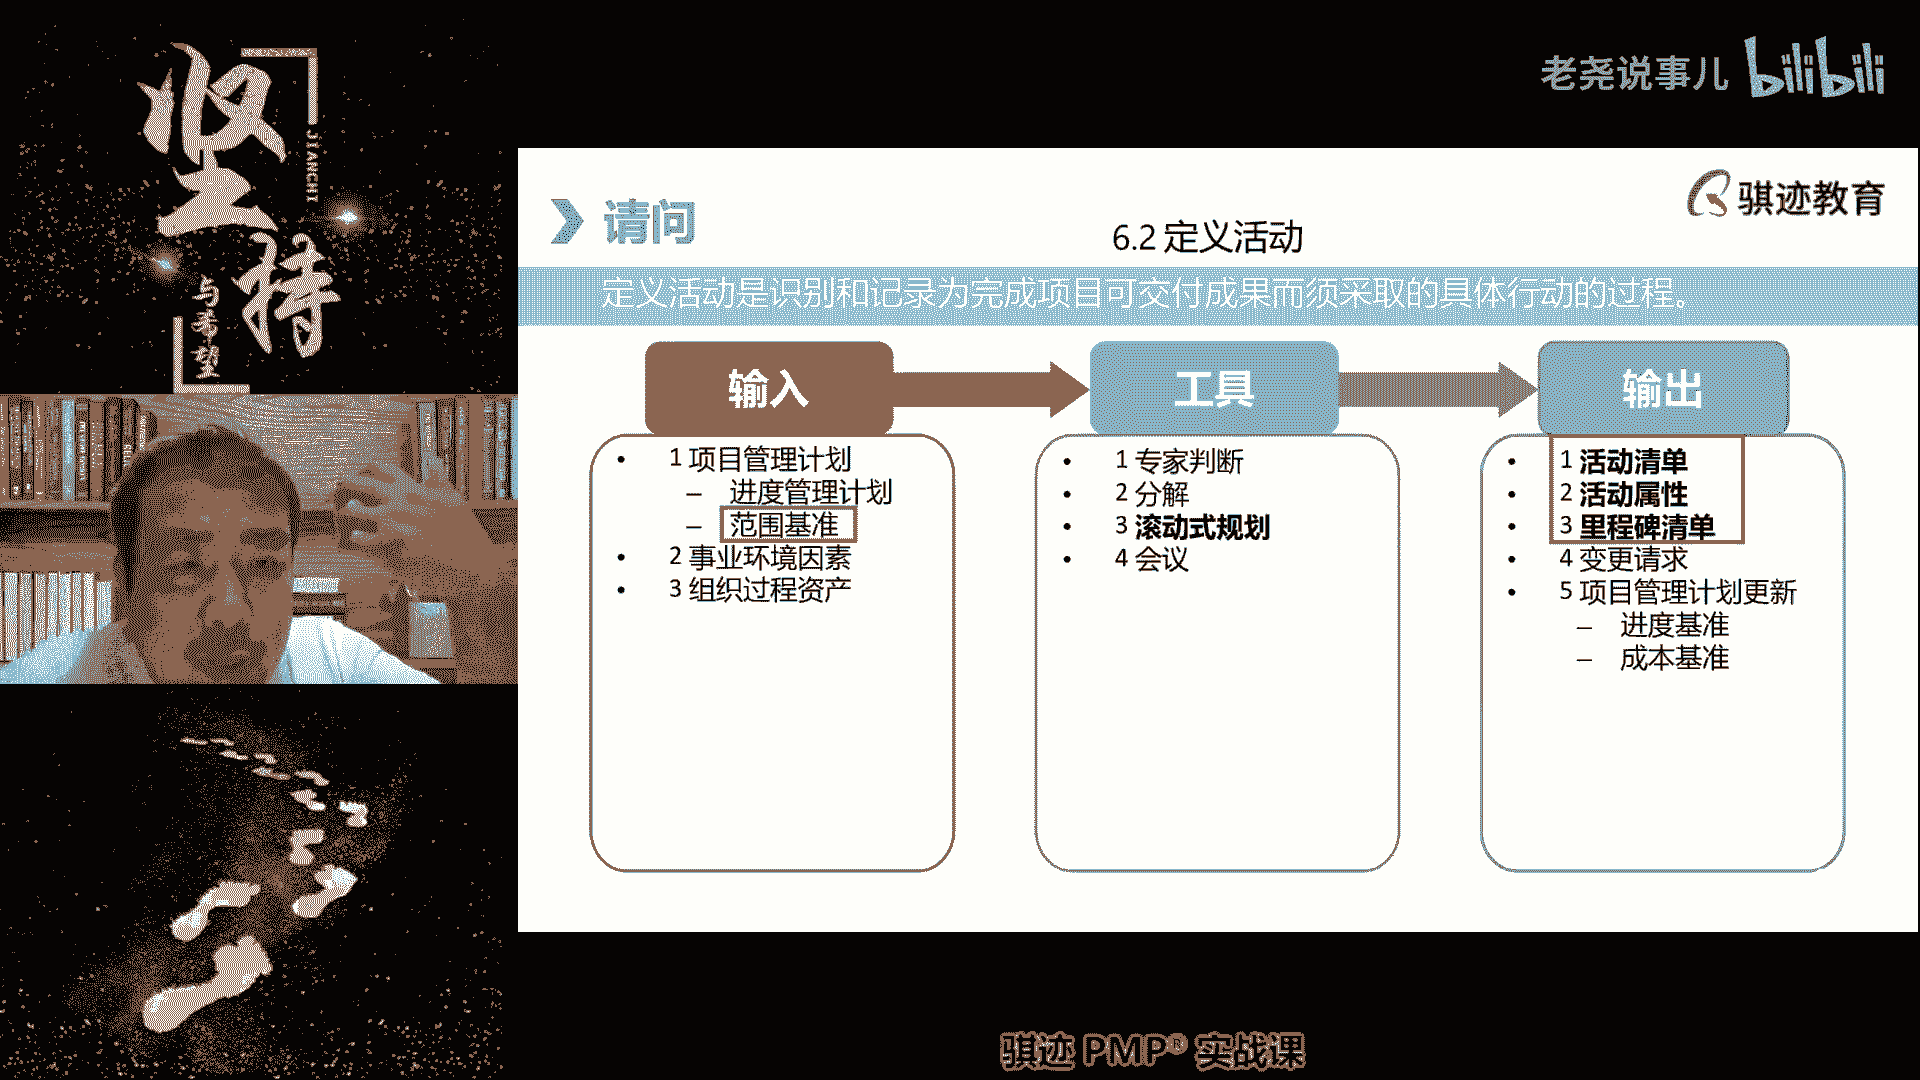 坚持
JIANCHI
与希望
老尧说事儿 bilibili
骐迹教育
请问
6.2 定义活动
定义活动是识别和记录为完成项目可交付成果而须采取的具体行动的过程。
输入
1 项目管理计划
– 进度管理计划
– 范围基准
2 事业环境因素
3 组织过程资产
工具
1 专家判断
2 分解
3 滚动式规划
4 会议
输出
1 活动清单
2 活动属性
3 里程碑清单
4 变更请求
5 项目管理计划更新
– 进度基准
– 成本基准
骐迹 PMP® 实战课